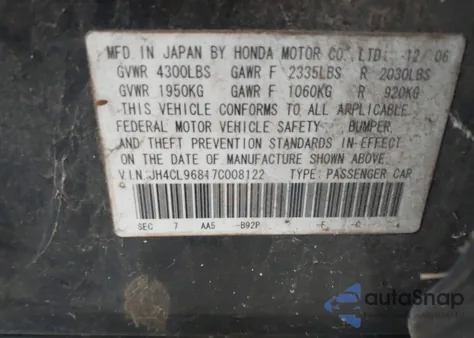 MFD. IN JAPAN BY HONDA MOTOR CO., LTD. 12/06
GVWR 4300LBS GAWR F 2335LBS R 2030LBS
GVWR 1950KG GAWR F 1060KG R 920KG
THIS VEHICLE CONFORMS TO ALL APPLICABLE
FEDERAL MOTOR VEHICLE SAFETY, BUMPER,
AND THEFT PREVENTION STANDARDS IN EFFECT
ON THE DATE OF MANUFACTURE SHOWN ABOVE.
V.I.N. JH4CL96847C008122 TYPE: PASSENGER CAR
SEC 7 AA5 -B92P -E -C
autoSnap